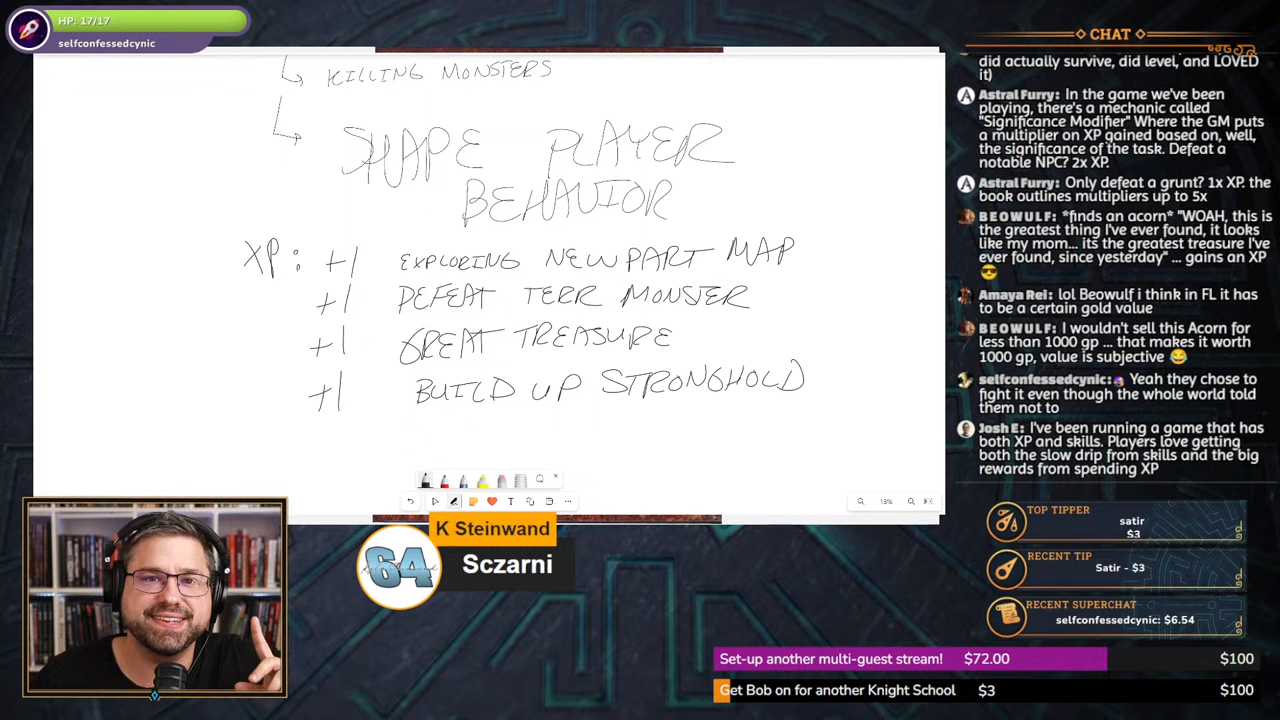 HP: 17/17
selfconfessedcynic
KILLING MONSTERS
SHAPE PLAYER
BEHAVIOR
XP: +1 EXPLORING NEW PART MAP
+1 DEFEAT TERR MONSTER
+1 GREAT TREASURE
+1 BUILD UP STRONGHOLD
13%
K Steinwand
64
Sczarni
CHAT
did actually survive, did level, and LOVED
it)
Astral Furry: In the game we've been
playing, there's a mechanic called
"Significance Modifier" Where the GM puts
a multiplier on XP gained based on, well,
the significance of the task. Defeat a
notable NPC? 2x XP.
Astral Furry: Only defeat a grunt? 1x XP. the
book outlines multipliers up to 5x
BEOWULF: *finds an acorn* "WOAH, this is
the greatest thing I've ever found, it looks
like my mom... its the greatest treasure I've
ever found, since yesterday" ... gains an XP
😎
Amaya Rei: lol Beowulf i think in FL it has
to be a certain gold value
BEOWULF: I wouldn't sell this Acorn for
less than 1000 gp ... that makes it worth
1000 gp, value is subjective 😂
selfconfessedcynic: Yeah they chose to
fight it even though the whole world told
them not to
Josh E: I've been running a game that has
both XP and skills. Players love getting
both the slow drip from skills and the big
rewards from spending XP
TOP TIPPER
satir
$3
RECENT TIP
Satir - $3
RECENT SUPERCHAT
selfconfessedcynic: $6.54
Set-up another multi-guest stream! $72.00 $100
Get Bob on for another Knight School $3 $100